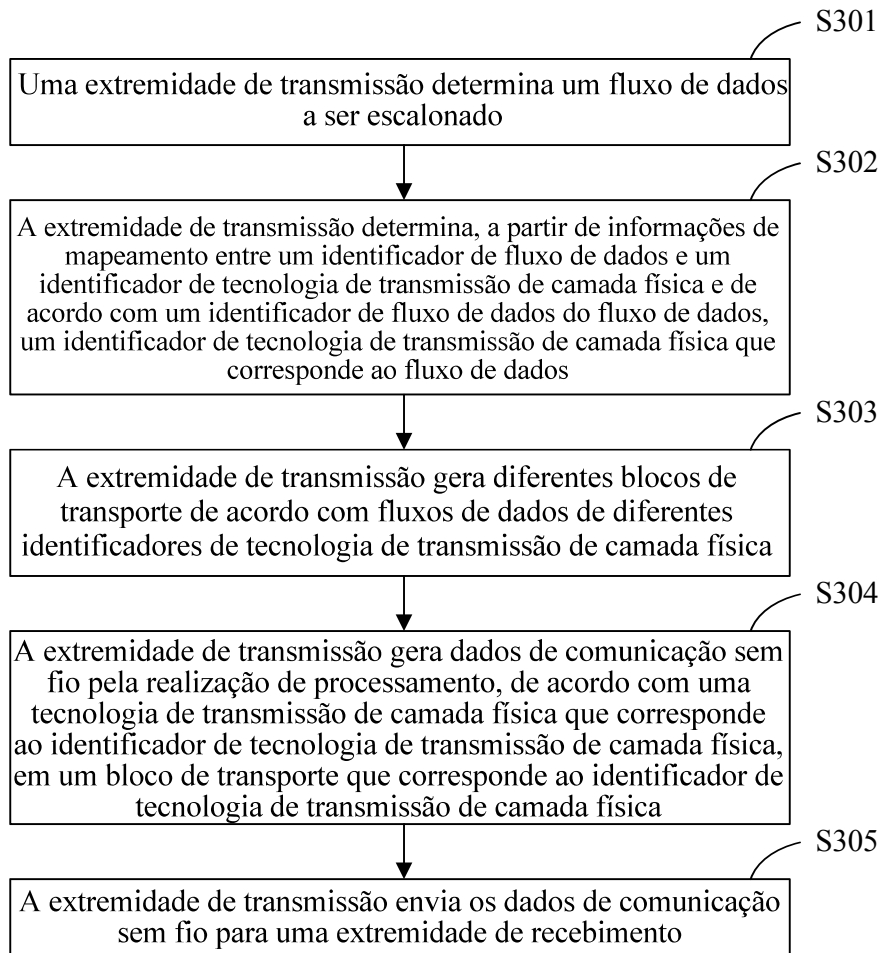 S301
Uma extremidade de transmissão determina um fluxo de dados
a ser escalonado
S302
A extremidade de transmissão determina, a partir de informações de
mapeamento entre um identificador de fluxo de dados e um
identificador de tecnologia de transmissão de camada física e de
acordo com um identificador de fluxo de dados do fluxo de dados,
um identificador de tecnologia de transmissão de camada física que
corresponde ao fluxo de dados
S303
A extremidade de transmissão gera diferentes blocos de
transporte de acordo com fluxos de dados de diferentes
identificadores de tecnologia de transmissão de camada física
S304
A extremidade de transmissão gera dados de comunicação sem
fio pela realização de processamento, de acordo com uma
tecnologia de transmissão de camada física que corresponde
ao identificador de tecnologia de transmissão de camada física,
em um bloco de transporte que corresponde ao identificador de
tecnologia de transmissão de camada física
S305
A extremidade de transmissão envia os dados de comunicação
sem fio para uma extremidade de recebimento